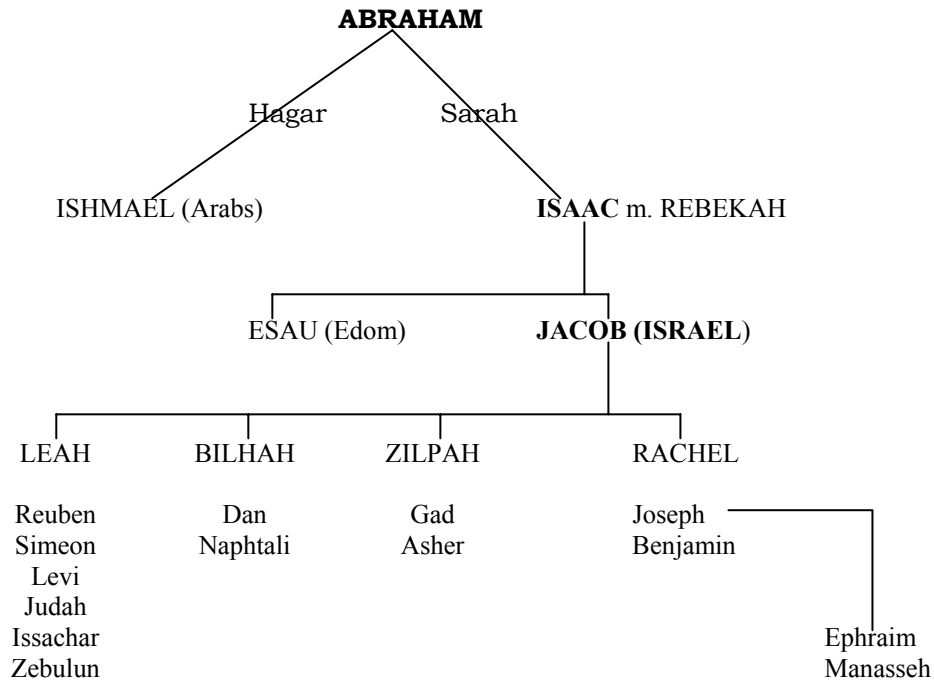 ABRAHAM
Hagar Sarah
ISHMAEL (Arabs) ISAAC m. REBEKAH
ESAU (Edom) JACOB (ISRAEL)
LEAH BILHAH ZILPAH RACHEL
Reuben Dan Gad Joseph
Simeon Naphtali Asher Benjamin
Levi
Judah
Issachar Ephraim
Zebulun Manasseh